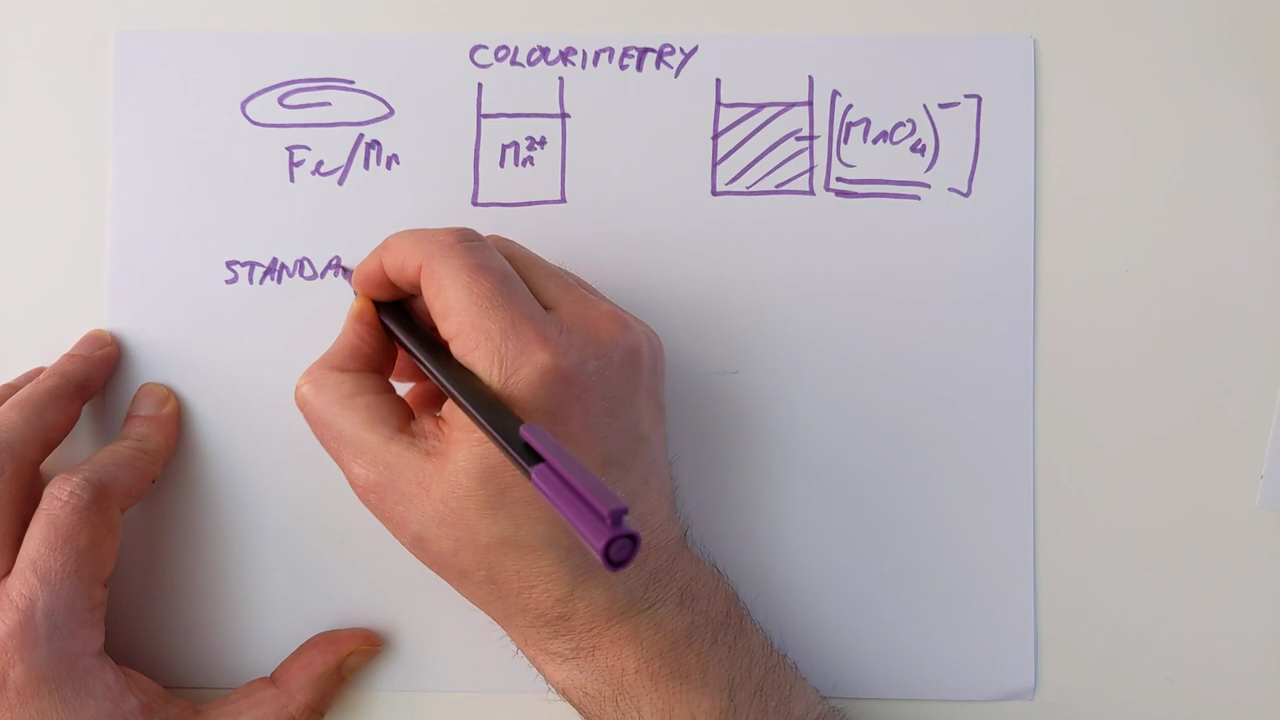 COLOURIMETRY
Fe/Mn
Mn²⁺
[(MnO₄)⁻]
STANDA